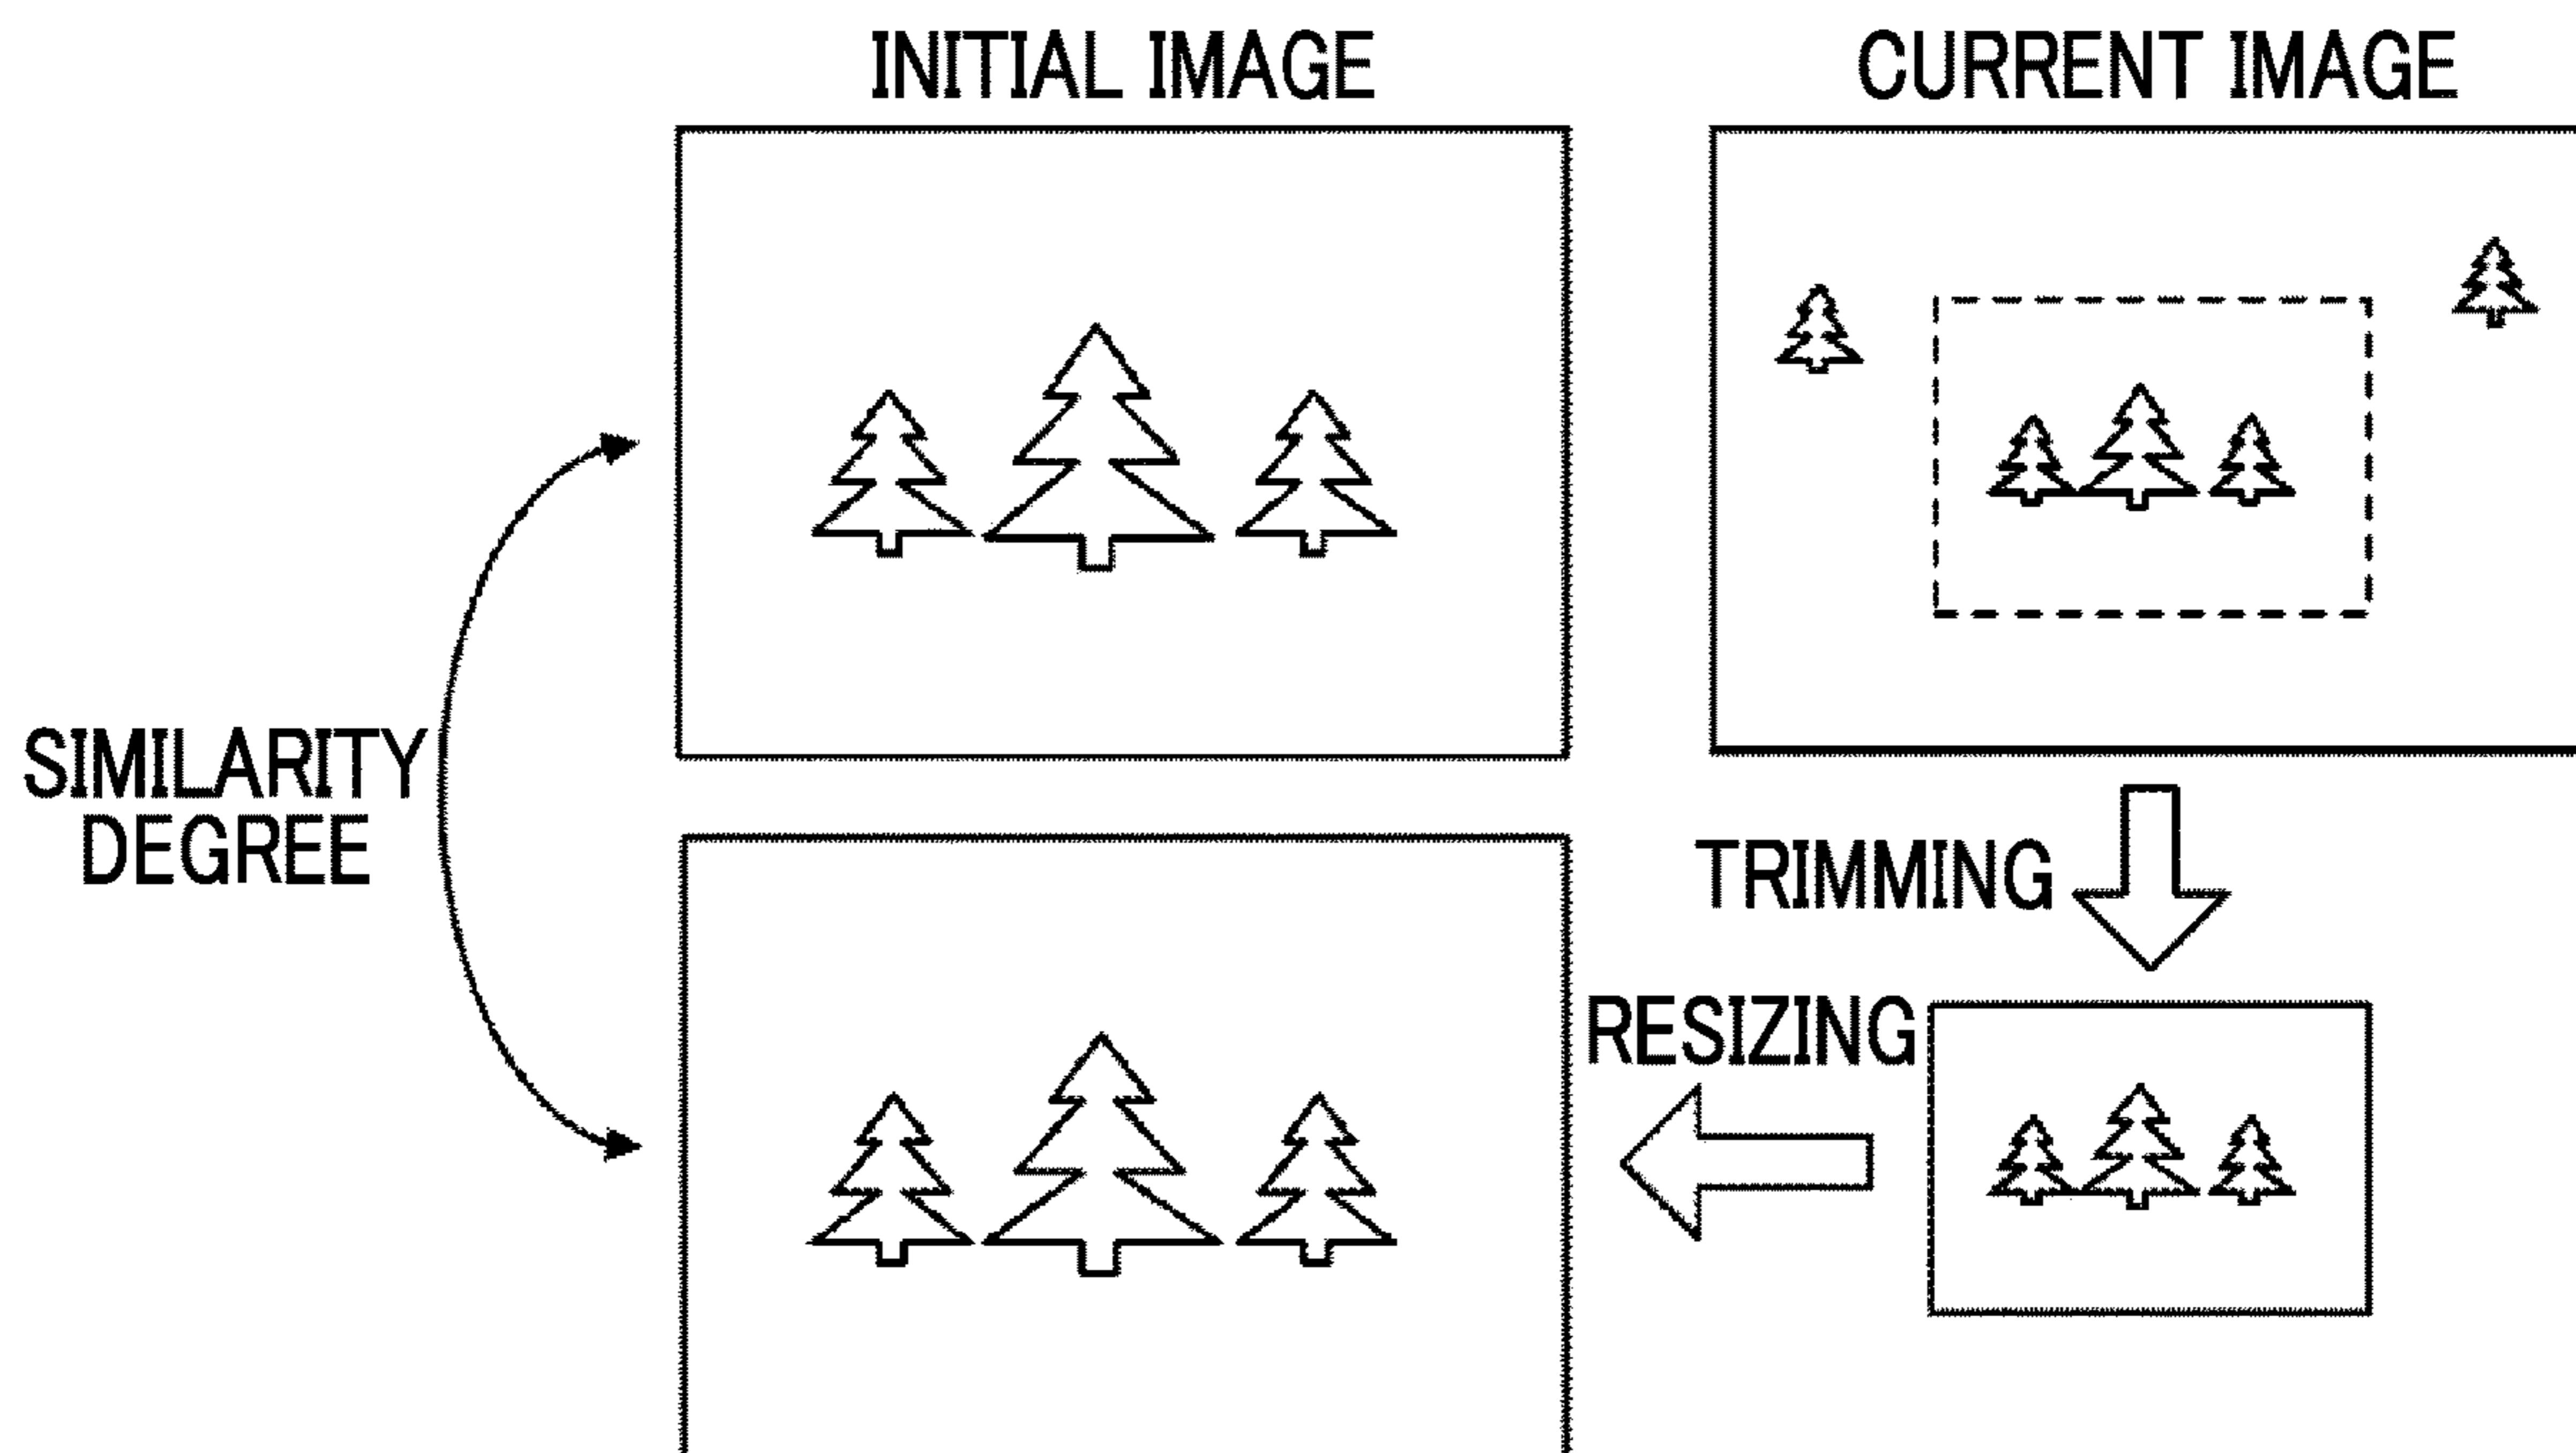 INITIAL IMAGE
CURRENT IMAGE
SIMILARITY
DEGREE
TRIMMING
RESIZING